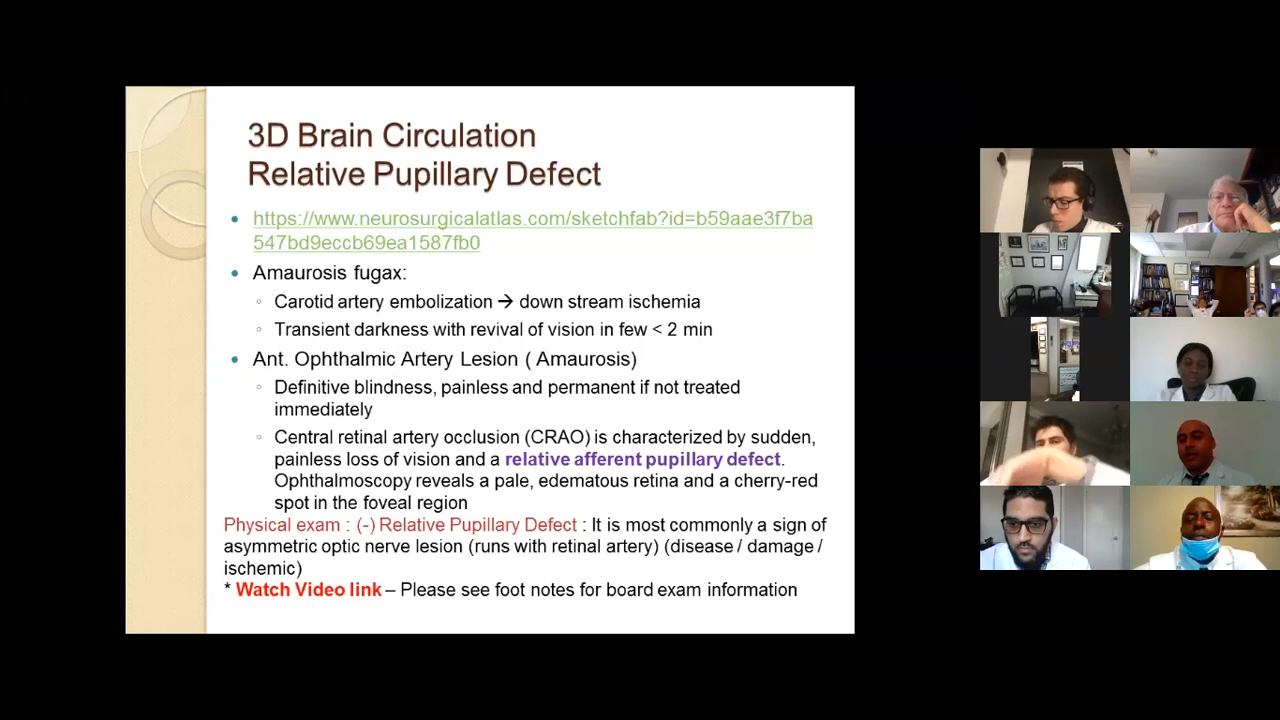 3D Brain Circulation
Relative Pupillary Defect
• https://www.neurosurgicalatlas.com/sketchfab?id=b59aae3f7ba
547bd9eccb69ea1587fb0
• Amaurosis fugax:
◦ Carotid artery embolization → down stream ischemia
◦ Transient darkness with revival of vision in few < 2 min
• Ant. Ophthalmic Artery Lesion ( Amaurosis)
◦ Definitive blindness, painless and permanent if not treated
immediately
◦ Central retinal artery occlusion (CRAO) is characterized by sudden,
painless loss of vision and a relative afferent pupillary defect.
Ophthalmoscopy reveals a pale, edematous retina and a cherry-red
spot in the foveal region
Physical exam : (-) Relative Pupillary Defect : It is most commonly a sign of
asymmetric optic nerve lesion (runs with retinal artery) (disease / damage /
ischemic)
* Watch Video link – Please see foot notes for board exam information